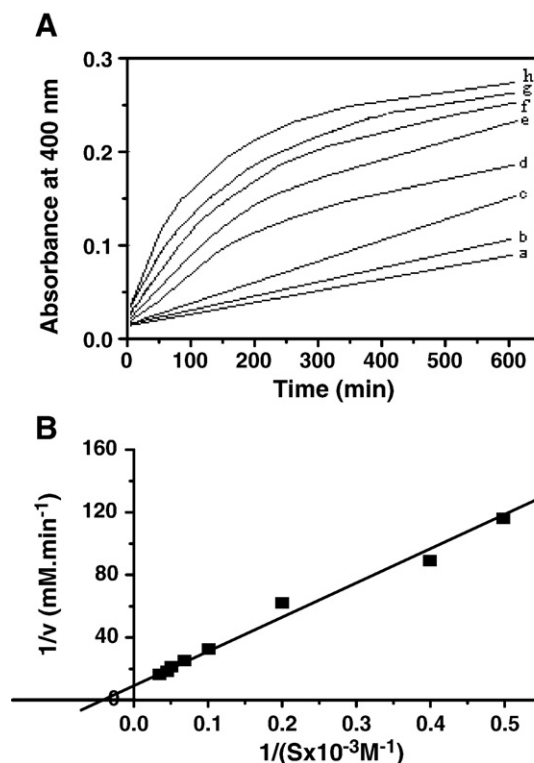 A
Absorbance at 400 nm
0.3
0.2
0.1
0.0
h
g
f
e
d
c
b
a
0 100 200 300 400 500 600
Time (min)
B
1/v (mM.min⁻¹)
160
120
80
40
0
0.0 0.1 0.2 0.3 0.4 0.5
1/(Sx10⁻³M⁻¹)